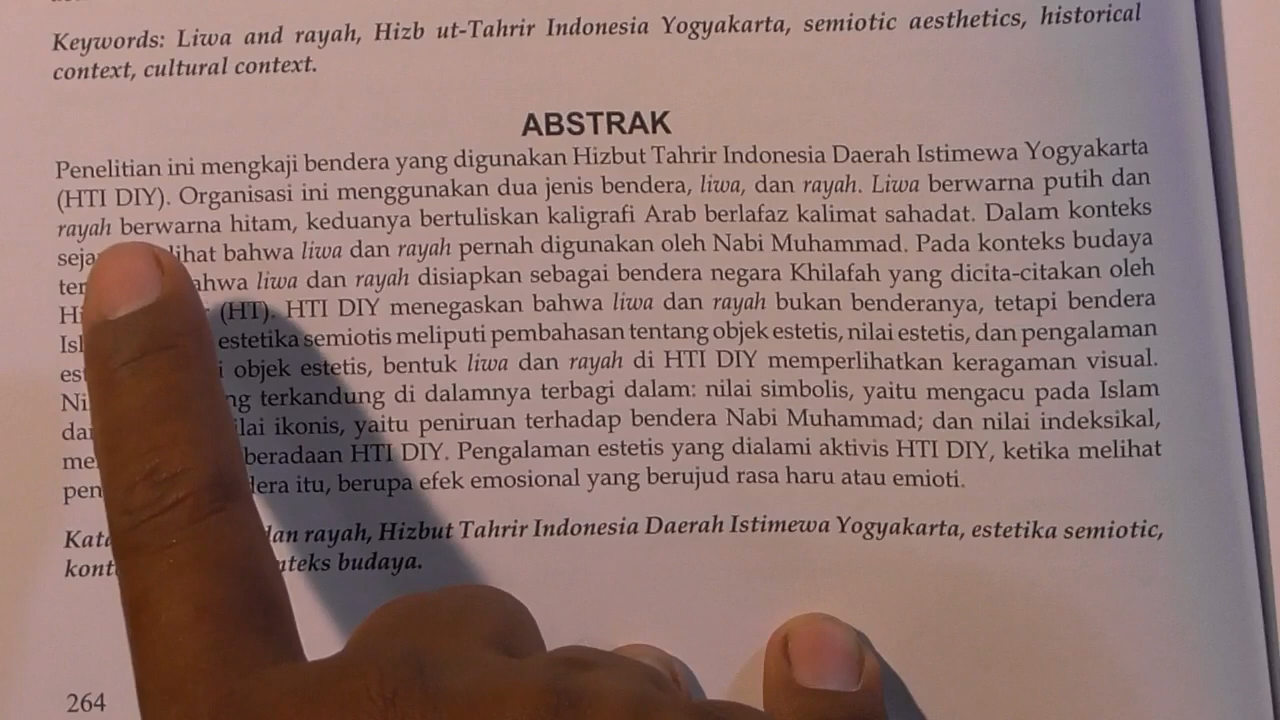 Keywords: Liwa and rayah, Hizb ut-Tahrir Indonesia Yogyakarta, semiotic aesthetics, historical
context, cultural context.
ABSTRAK
Penelitian ini mengkaji bendera yang digunakan Hizbut Tahrir Indonesia Daerah Istimewa Yogyakarta
(HTI DIY). Organisasi ini menggunakan dua jenis bendera, liwa, dan rayah. Liwa berwarna putih dan
rayah berwarna hitam, keduanya bertuliskan kaligrafi Arab berlafaz kalimat sahadat. Dalam konteks
bahwa liwa dan rayah pernah digunakan oleh Nabi Muhammad. Pada konteks budaya
liwa dan rayah disiapkan sebagai bendera negara Khilafah yang dicita-citakan oleh
(HT). HTI DIY menegaskan bahwa liwa dan rayah bukan benderanya, tetapi bendera
estetika semiotis meliputi pembahasan tentang objek estetis, nilai estetis, dan pengalaman
objek estetis, bentuk liwa dan rayah di HTI DIY memperlihatkan keragaman visual.
terkandung di dalamnya terbagi dalam: nilai simbolis, yaitu mengacu pada Islam
ikonis, yaitu peniruan terhadap bendera Nabi Muhammad; dan nilai indeksikal,
HTI DIY. Pengalaman estetis yang dialami aktivis HTI DIY, ketika melihat
itu, berupa efek emosional yang berujud rasa haru atau emioti.
dan rayah, Hizbut Tahrir Indonesia Daerah Istimewa Yogyakarta, estetika semiotic,
budaya.
264